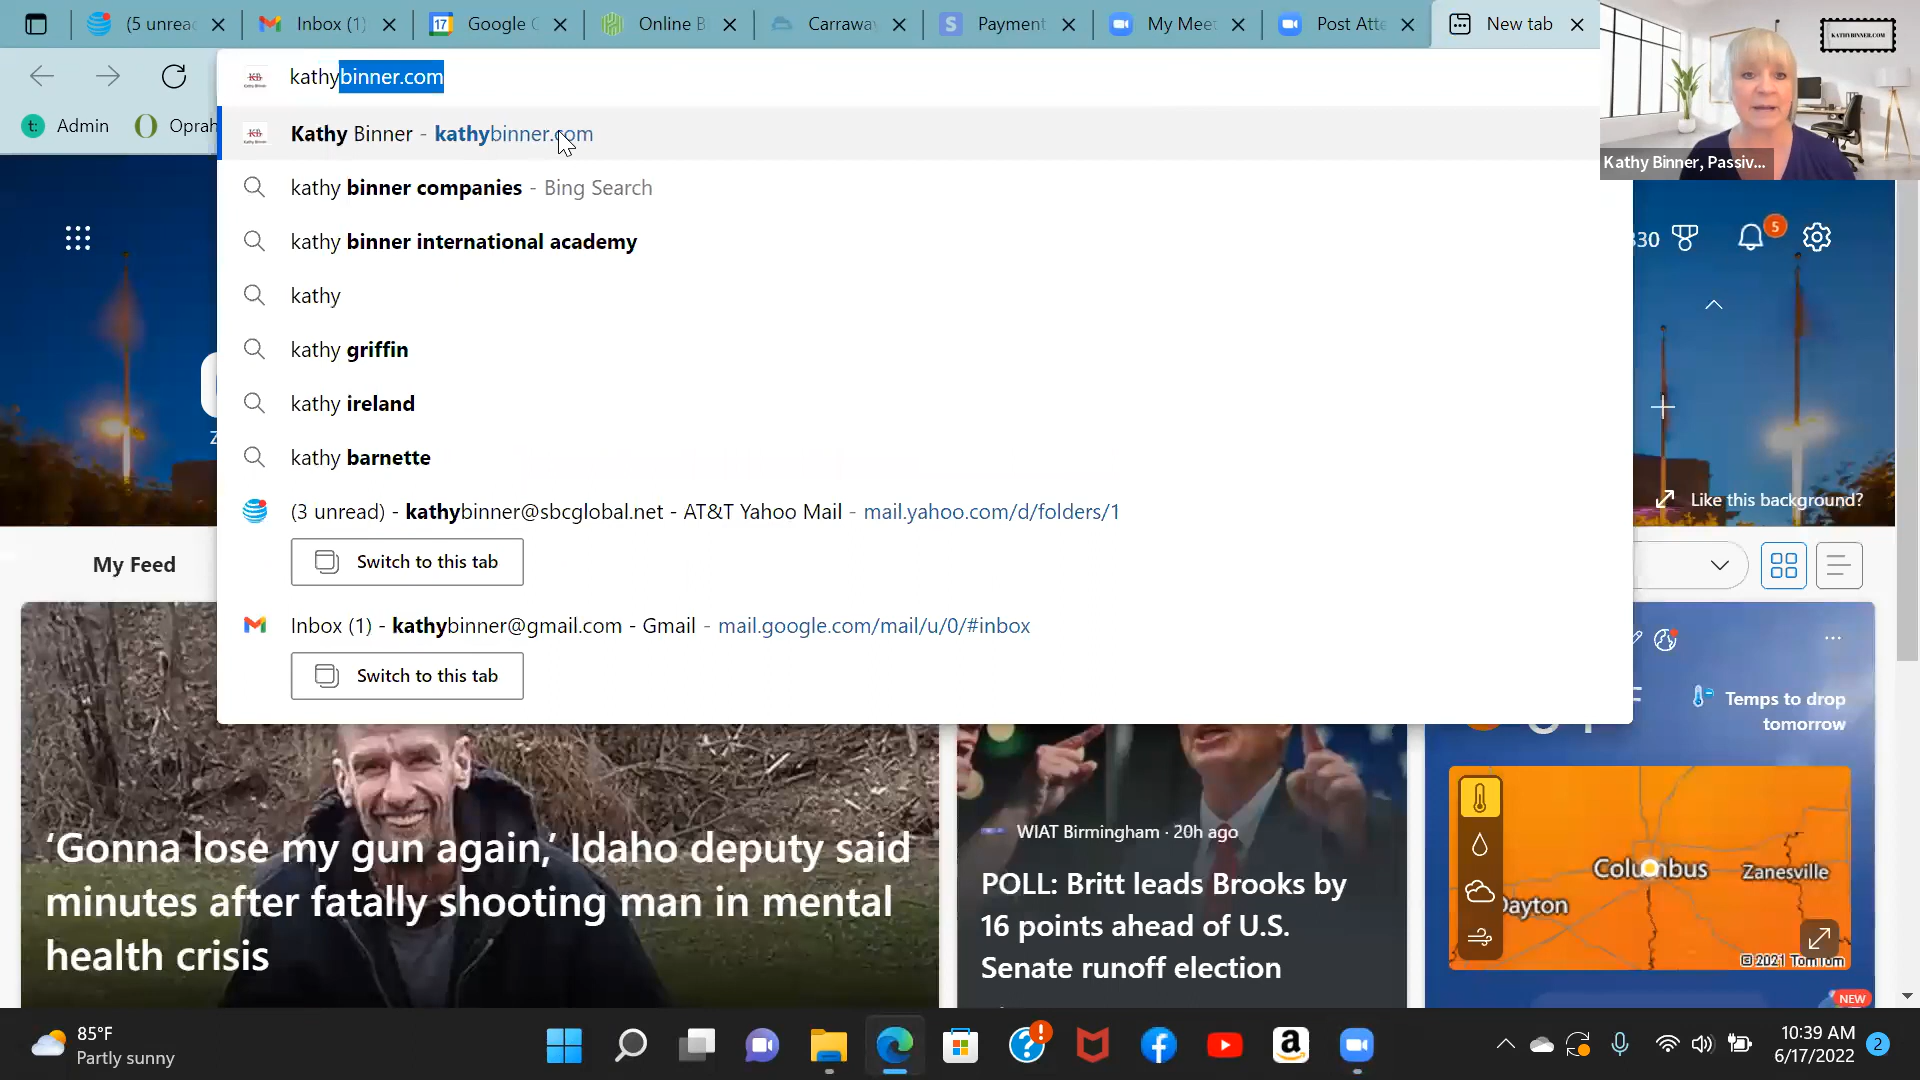 (5 unrea
Inbox (1)
17
Google C
Online B
Carraway
S
Payment
My Meet
Post Atte
New tab
KATHYBINNER.COM
kathybinner.com
t:
Admin
Oprah
Kathy Binner - kathybinner.com
kathy binner companies - Bing Search
kathy binner international academy
kathy
kathy griffin
kathy ireland
kathy barnette
(3 unread) - kathybinner@sbcglobal.net - AT&T Yahoo Mail - mail.yahoo.com/d/folders/1
Switch to this tab
Inbox (1) - kathybinner@gmail.com - Gmail - mail.google.com/mail/u/0/#inbox
Switch to this tab
Kathy Binner, Passiv...
5
Like this background?
My Feed
Temps to drop
tomorrow
'Gonna lose my gun again,' Idaho deputy said
minutes after fatally shooting man in mental
health crisis
WIAT Birmingham · 20h ago
POLL: Britt leads Brooks by
16 points ahead of U.S.
Senate runoff election
Columbus
Zanesville
Dayton
© 2021 TomTom
NEW
85°F
Partly sunny
10:39 AM
6/17/2022
2